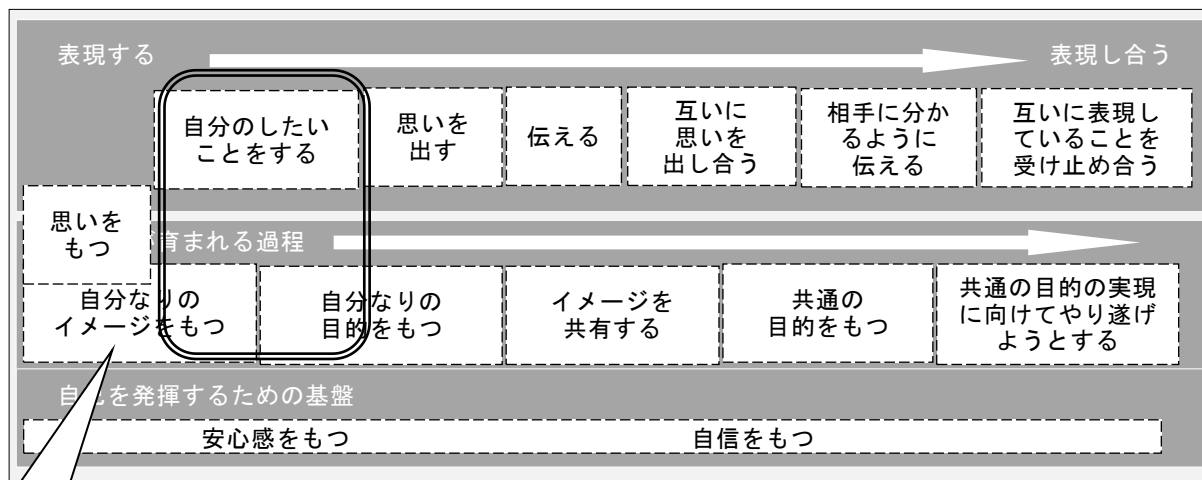 表現する
表現し合う
自分のしたい
ことをする
思いを
出す
伝える
互いに
思いを
出し合う
相手に分か
るように
伝える
互いに表現し
ていることを
受け止め合う
思いを
もつ
育まれる過程
自分なりの
イメージをもつ
自分なりの
目的をもつ
イメージを
共有する
共通の
目的をもつ
共通の目的の実現
に向けてやり遂げ
ようとする
自己を発揮するための基盤
安心感をもつ
自信をもつ